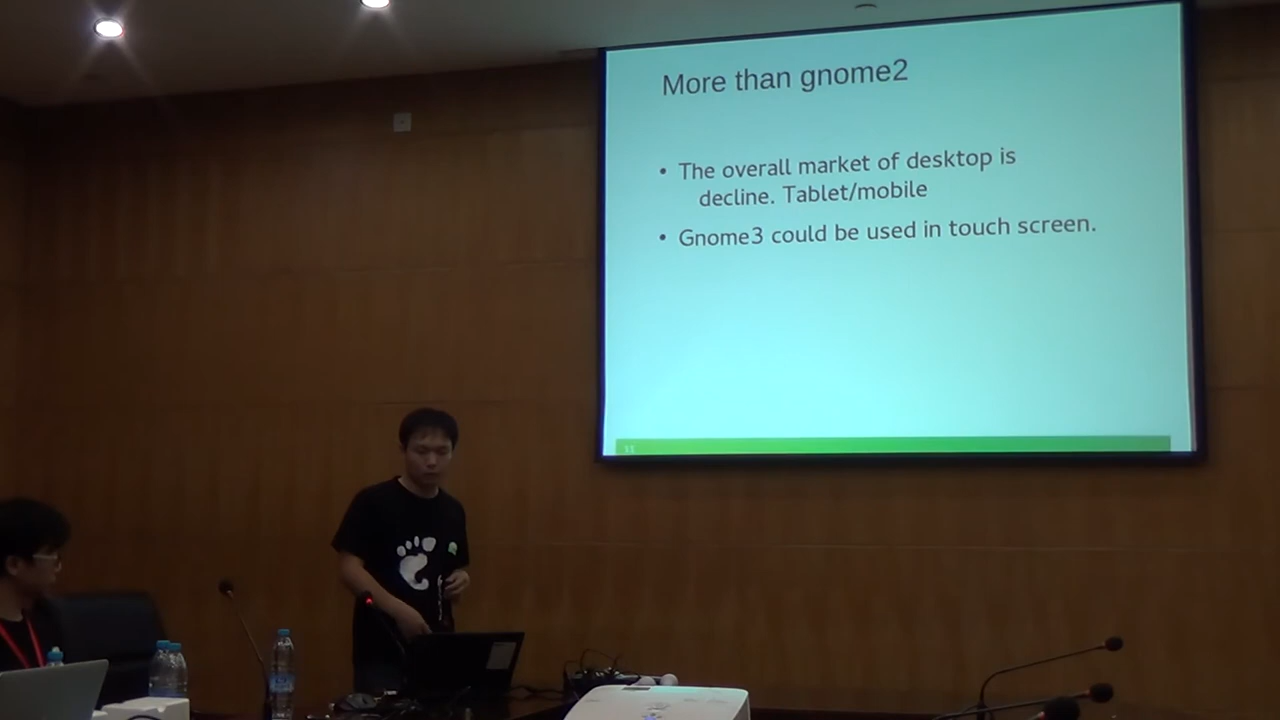 More than gnome2
• The overall market of desktop is
decline. Tablet/mobile
• Gnome3 could be used in touch screen.
11